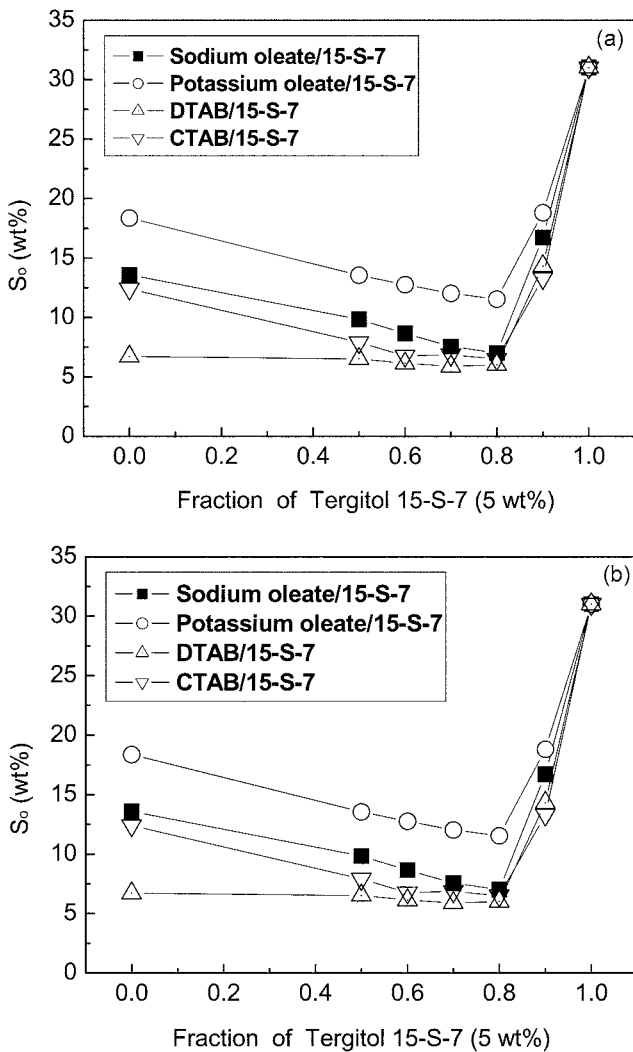 (a)
Sodium oleate/15-S-7
Potassium oleate/15-S-7
DTAB/15-S-7
CTAB/15-S-7
35
30
25
20
15
10
5
0
S₀ (wt%)
0.0 0.2 0.4 0.6 0.8 1.0
Fraction of Tergitol 15-S-7 (5 wt%)
(b)
Sodium oleate/15-S-7
Potassium oleate/15-S-7
DTAB/15-S-7
CTAB/15-S-7
35
30
25
20
15
10
5
0
S₀ (wt%)
0.0 0.2 0.4 0.6 0.8 1.0
Fraction of Tergitol 15-S-7 (5 wt%)